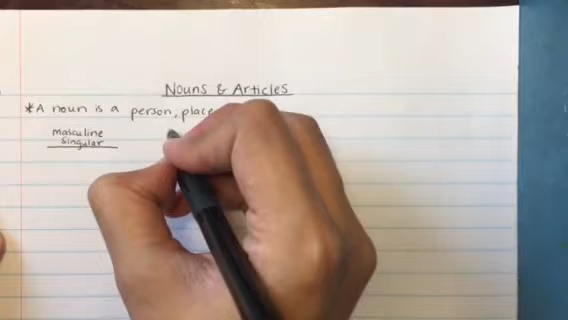 Nouns & Articles
*A noun is a person, place
masculine
singular